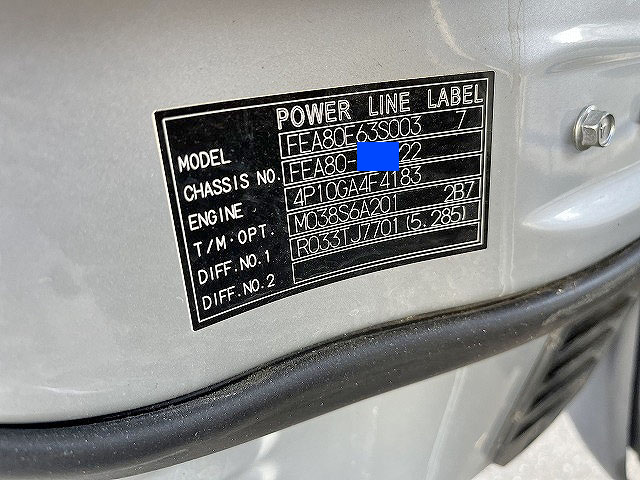 POWER LINE LABEL
MODEL FEA80E63S003 7
CHASSIS NO. FEA80- 22
ENGINE 4P10GA4F4183
T/M・OPT. M038S6A201 2B7
DIFF.NO.1 R033TJ7701(5.285)
DIFF.NO.2